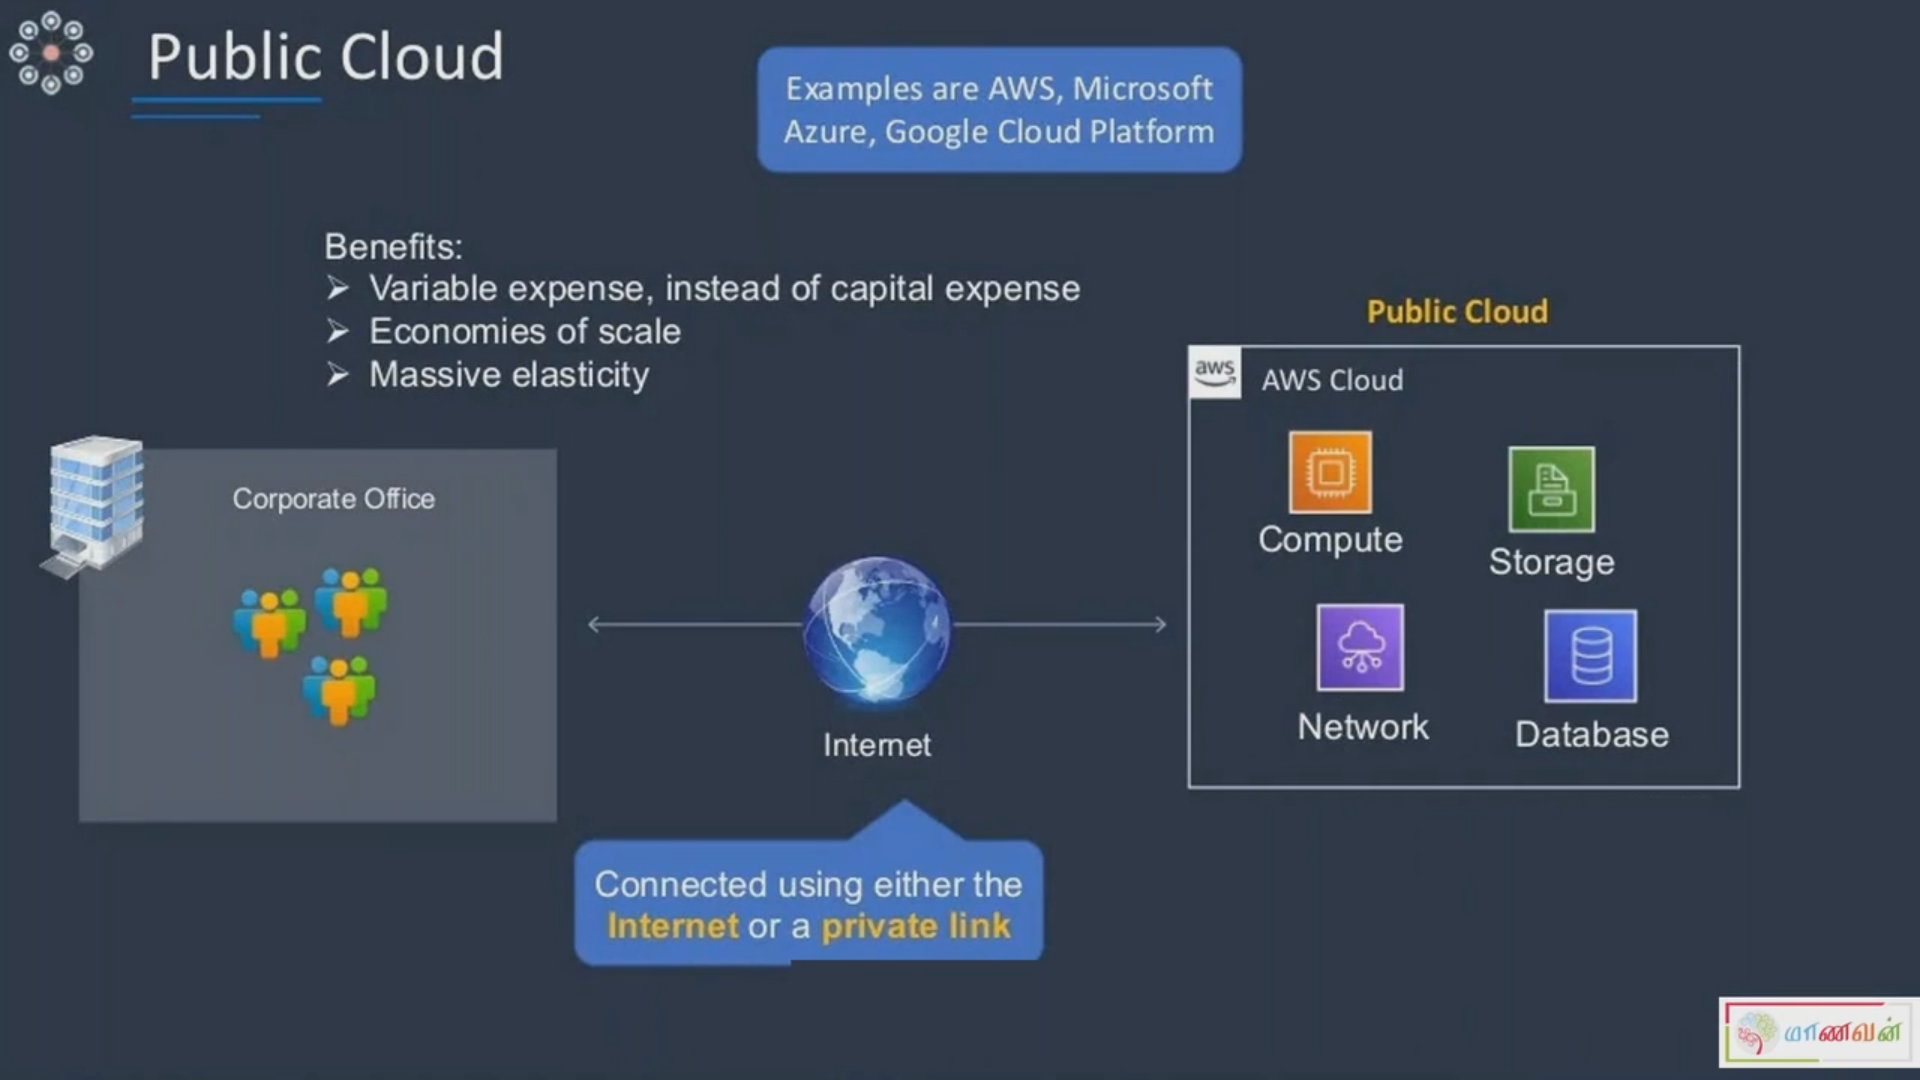 Public Cloud
Examples are AWS, Microsoft
Azure, Google Cloud Platform
Benefits:
➢ Variable expense, instead of capital expense
➢ Economies of scale
➢ Massive elasticity
Public Cloud
aws
AWS Cloud
Corporate Office
Compute
Storage
Network
Database
Internet
Connected using either the
Internet or a private link
மாணவன்